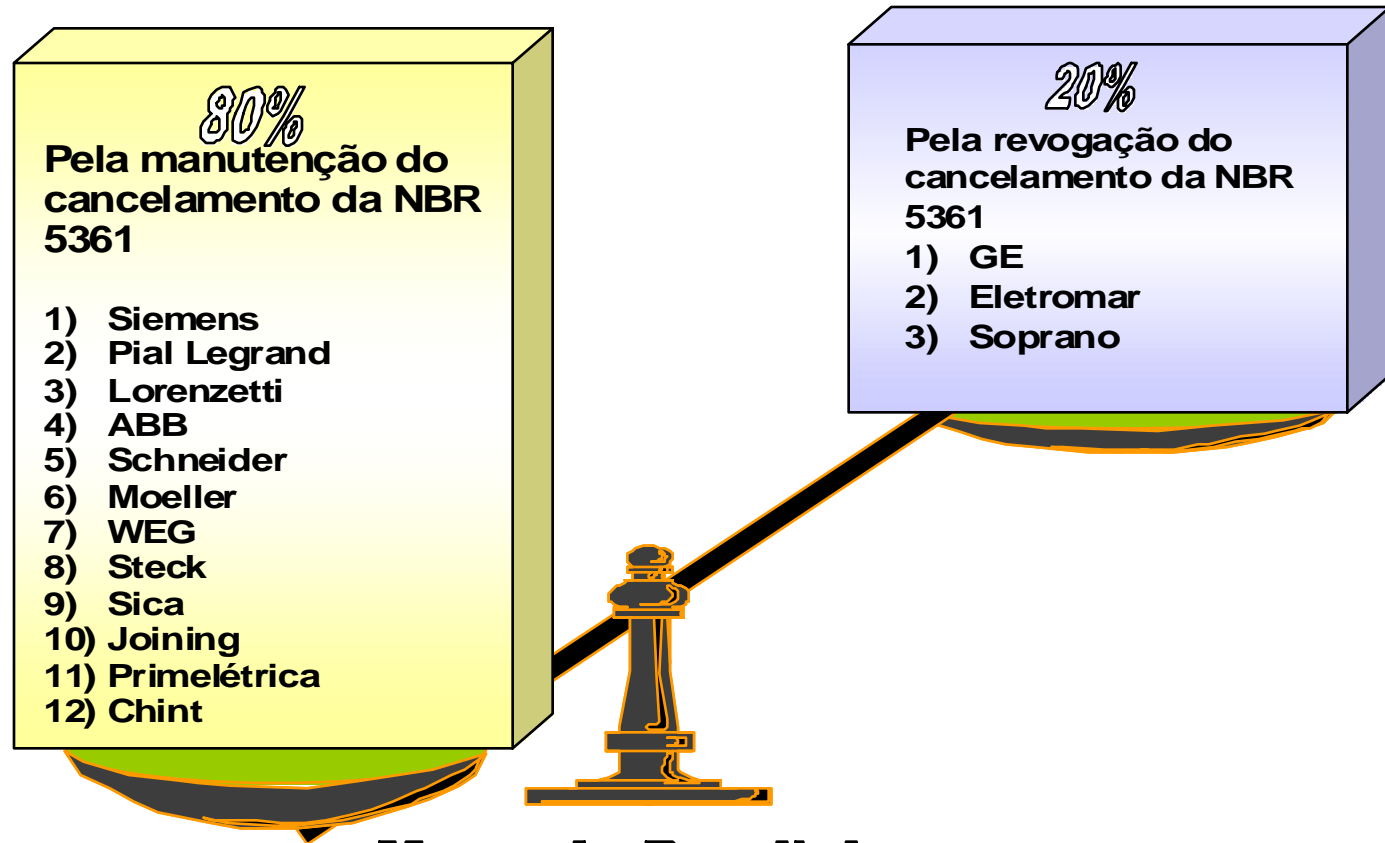 80%
Pela manutenção do
cancelamento da NBR
5361
1) Siemens
2) Pial Legrand
3) Lorenzetti
4) ABB
5) Schneider
6) Moeller
7) WEG
8) Steck
9) Sica
10) Joining
11) Primelétrica
12) Chint
20%
Pela revogação do
cancelamento da NBR
5361
1) GE
2) Eletromar
3) Soprano